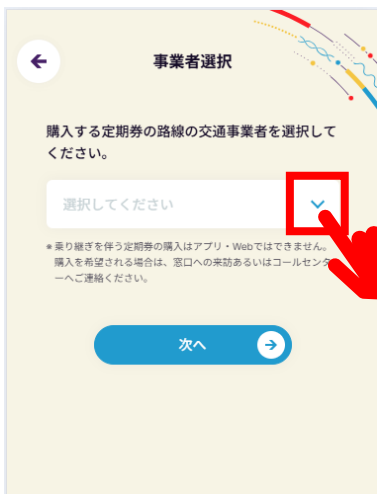 事業者選択
購入する定期券の路線の交通事業者を選択して
ください。
選択してください
* 乗り継ぎを伴う定期券の購入はアプリ・Webではできません。
購入を希望される場合は、窓口への来訪あるいはコールセンタ
ーへご連絡ください。
次へ